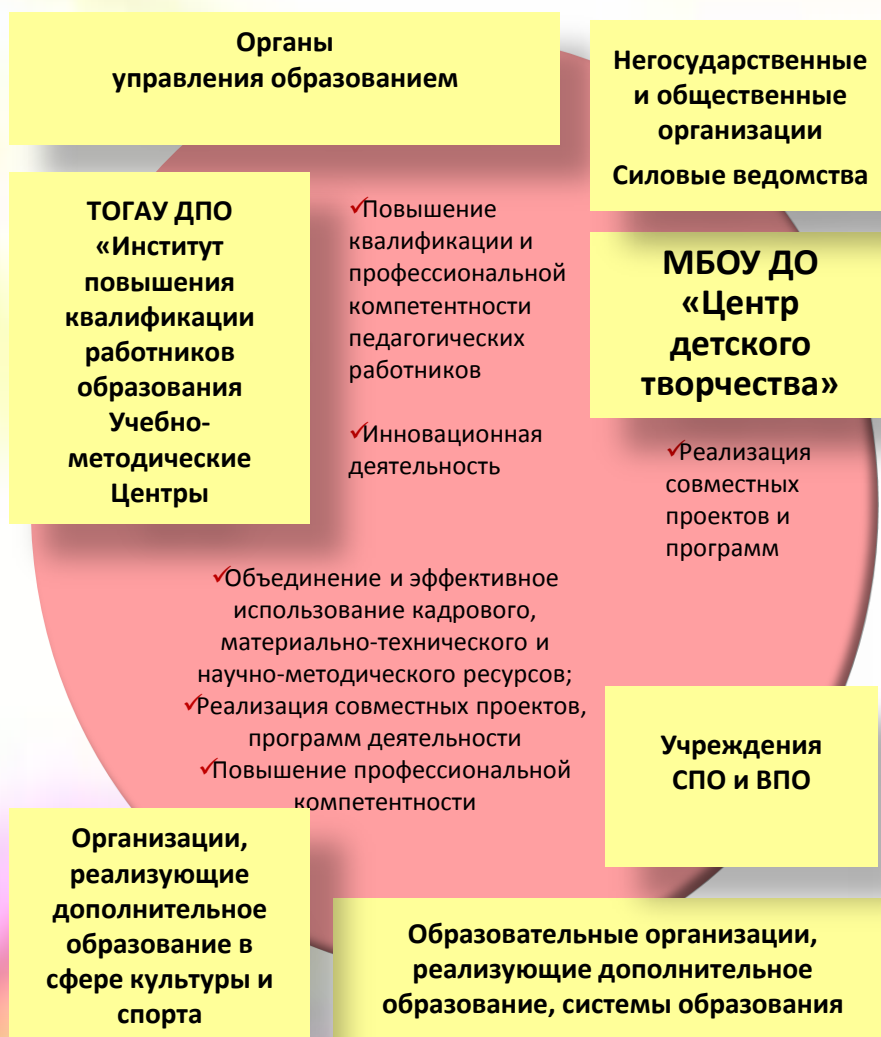 Органы
управления образованием
Негосударственные
и общественные
организации
Силовые ведомства
ТОГАУ ДПО
«Институт
повышения
квалификации
работников
образования
Учебно-
методические
Центры
✓Повышение
квалификации и
профессиональной
компетентности
педагогических
работников
✓Инновационная
деятельность
МБОУ ДО
«Центр
детского
творчества»
✓Реализация
совместных
проектов и
программ
✓Объединение и эффективное
использование кадрового,
материально-технического и
научно-методического ресурсов;
✓Реализация совместных проектов,
программ деятельности
✓Повышение профессиональной
компетентности
Учреждения
СПО и ВПО
Организации,
реализующие
дополнительное
образование в
сфере культуры и
спорта
Образовательные организации,
реализующие дополнительное
образование, системы образования